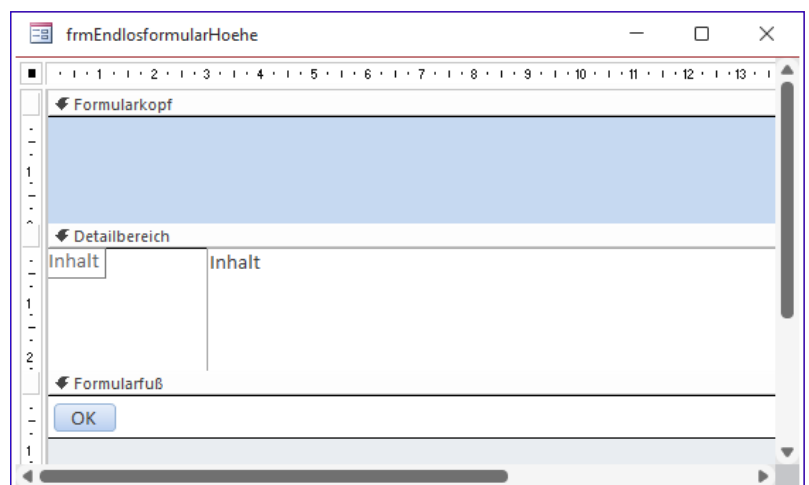 frmEndlosformularHoehe
1 2 3 4 5 6 7 8 9 10 11 12 13
Formularkopf
1
Detailbereich
Inhalt Inhalt
1
2
Formularfuß
OK
1